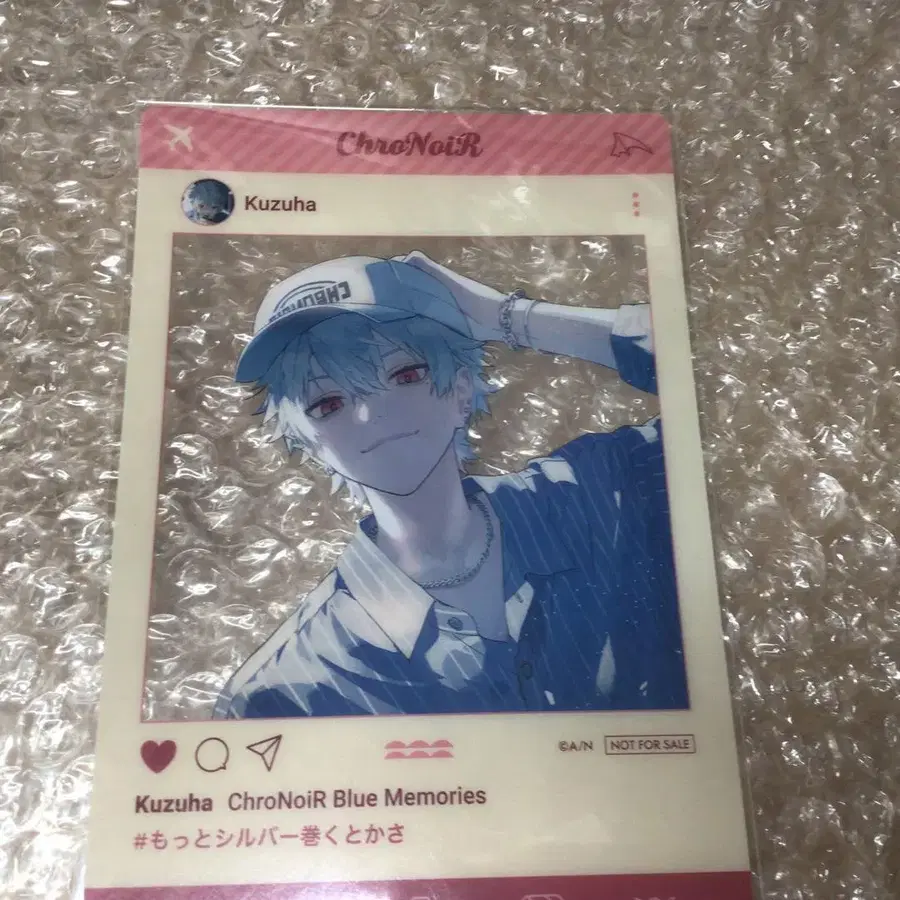 ChroNoiR
Kuzuha
©A/N NOT FOR SALE
Kuzuha ChroNoiR Blue Memories
#もっとシルバー巻くとかさ